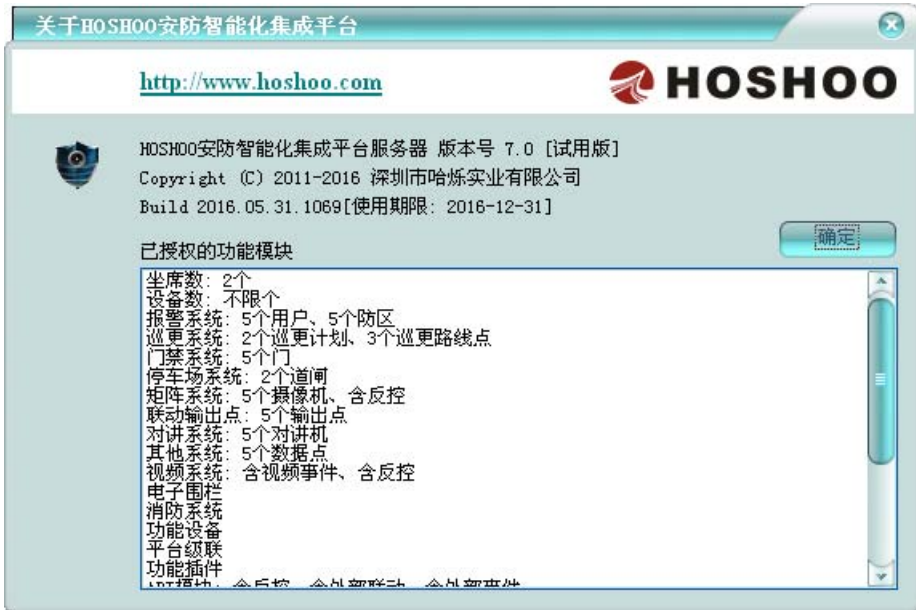 关于HOSHOO安防智能化集成平台
http://www.hoshoo.com
HOSHOO
HOSHOO安防智能化集成平台服务器 版本号 7.0 [试用版]
Copyright (C) 2011-2016 深圳市哈烁实业有限公司
Build 2016.05.31.1069[使用期限: 2016-12-31]
确定
已授权的功能模块
坐席数: 2个
设备数: 不限个
报警系统: 5个用户、5个防区
巡更系统: 2个巡更计划、3个巡更路线点
门禁系统: 5个门
停车场系统: 2个道闸
矩阵系统: 5个摄像机、含反控
联动输出点: 5个输出点
对讲系统: 5个对讲机
其他系统: 5个数据点
视频系统: 含视频事件、含反控
电子围栏
消防系统
功能设备
平台级联
功能插件